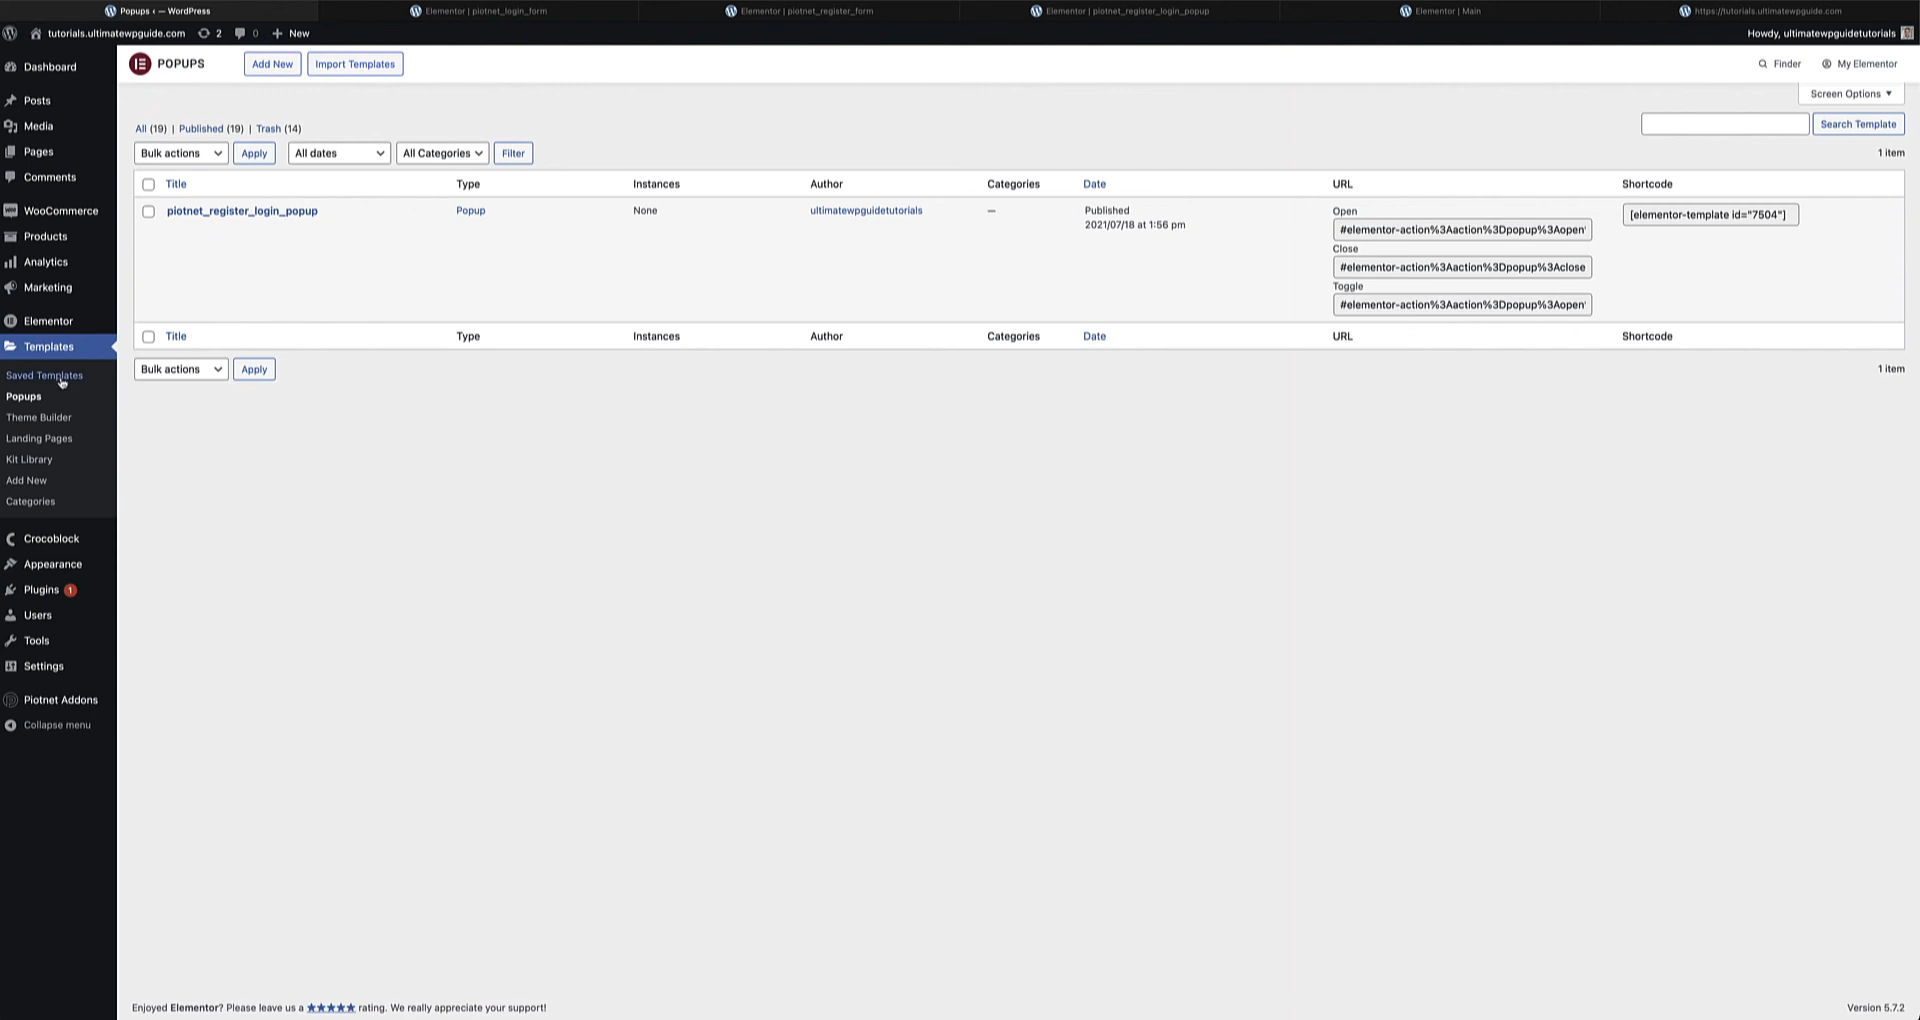 Popups ‹ — WordPress
Elementor | piotnet_login_form
Elementor | piotnet_register_form
Elementor | piotnet_register_login_popup
Elementor | Main
https://tutorials.ultimatewpguide.com
tutorials.ultimatewpguide.com 2 0 + New
Howdy, ultimatewpguidetutorials
Dashboard
Posts
Media
Pages
Comments
WooCommerce
Products
Analytics
Marketing
Elementor
Templates
Saved Templates
Popups
Theme Builder
Landing Pages
Kit Library
Add New
Categories
Crocoblock
Appearance
Plugins 1
Users
Tools
Settings
Piotnet Addons
Collapse menu
POPUPS Add New Import Templates
Finder My Elementor
Screen Options ▼
All (19) | Published (19) | Trash (14)
Search Template
Bulk actions Apply All dates All Categories Filter
1 item
Title Type Instances Author Categories Date URL Shortcode
piotnet_register_login_popup Popup None ultimatewpguidetutorials — Published
2021/07/18 at 1:56 pm
Open
#elementor-action%3Aaction%3Dpopup%3Aopen
Close
#elementor-action%3Aaction%3Dpopup%3Aclose
Toggle
#elementor-action%3Aaction%3Dpopup%3Aopen
[elementor-template id="7504"]
Title Type Instances Author Categories Date URL Shortcode
Bulk actions Apply
1 item
Enjoyed Elementor? Please leave us a ★★★★★ rating. We really appreciate your support!
Version 5.7.2